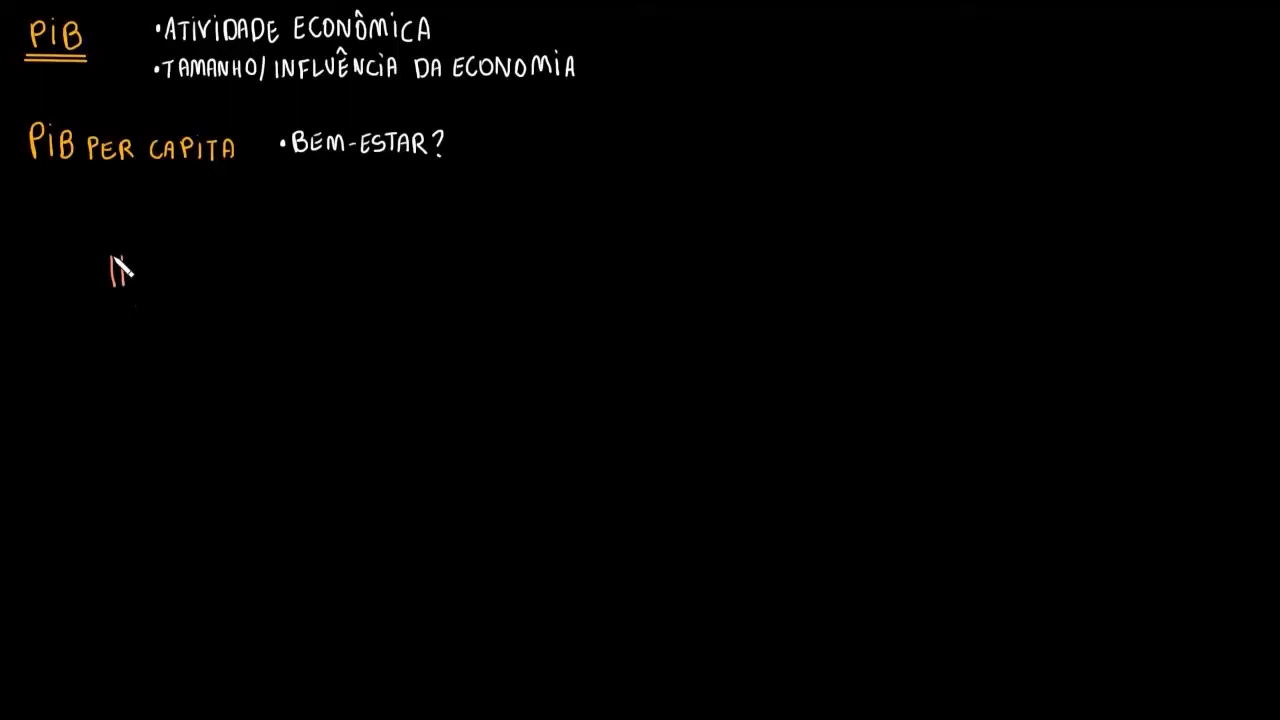 PIB •ATIVIDADE ECONÔMICA
•TAMANHO/INFLUÊNCIA DA ECONOMIA
PIB PER CAPITA •BEM-ESTAR?